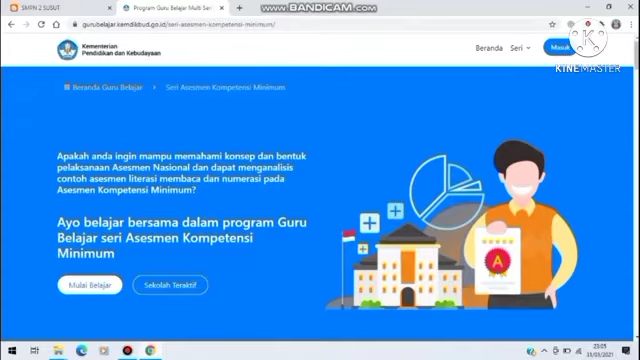 www.BANDICAM.com
SMPN 2 SUSUT
Program Guru Belajar Multi Seri
gurubelajar.kemdikbud.go.id/seri-asesmen-kompetensi-minimum/
Kementerian
Pendidikan dan Kebudayaan
Beranda Seri Masuk
KINEMASTER
Beranda Guru Belajar > Seri Asesmen Kompetensi Minimum
Apakah anda ingin mampu memahami konsep dan bentuk
pelaksanaan Asesmen Nasional dan dapat menganalisis
contoh asesmen literasi membaca dan numerasi pada
Asesmen Kompetensi Minimum?
Ayo belajar bersama dalam program Guru
Belajar seri Asesmen Kompetensi
Minimum
Mulai Belajar Sekolah Teraktif
A
23:05
31/03/2021